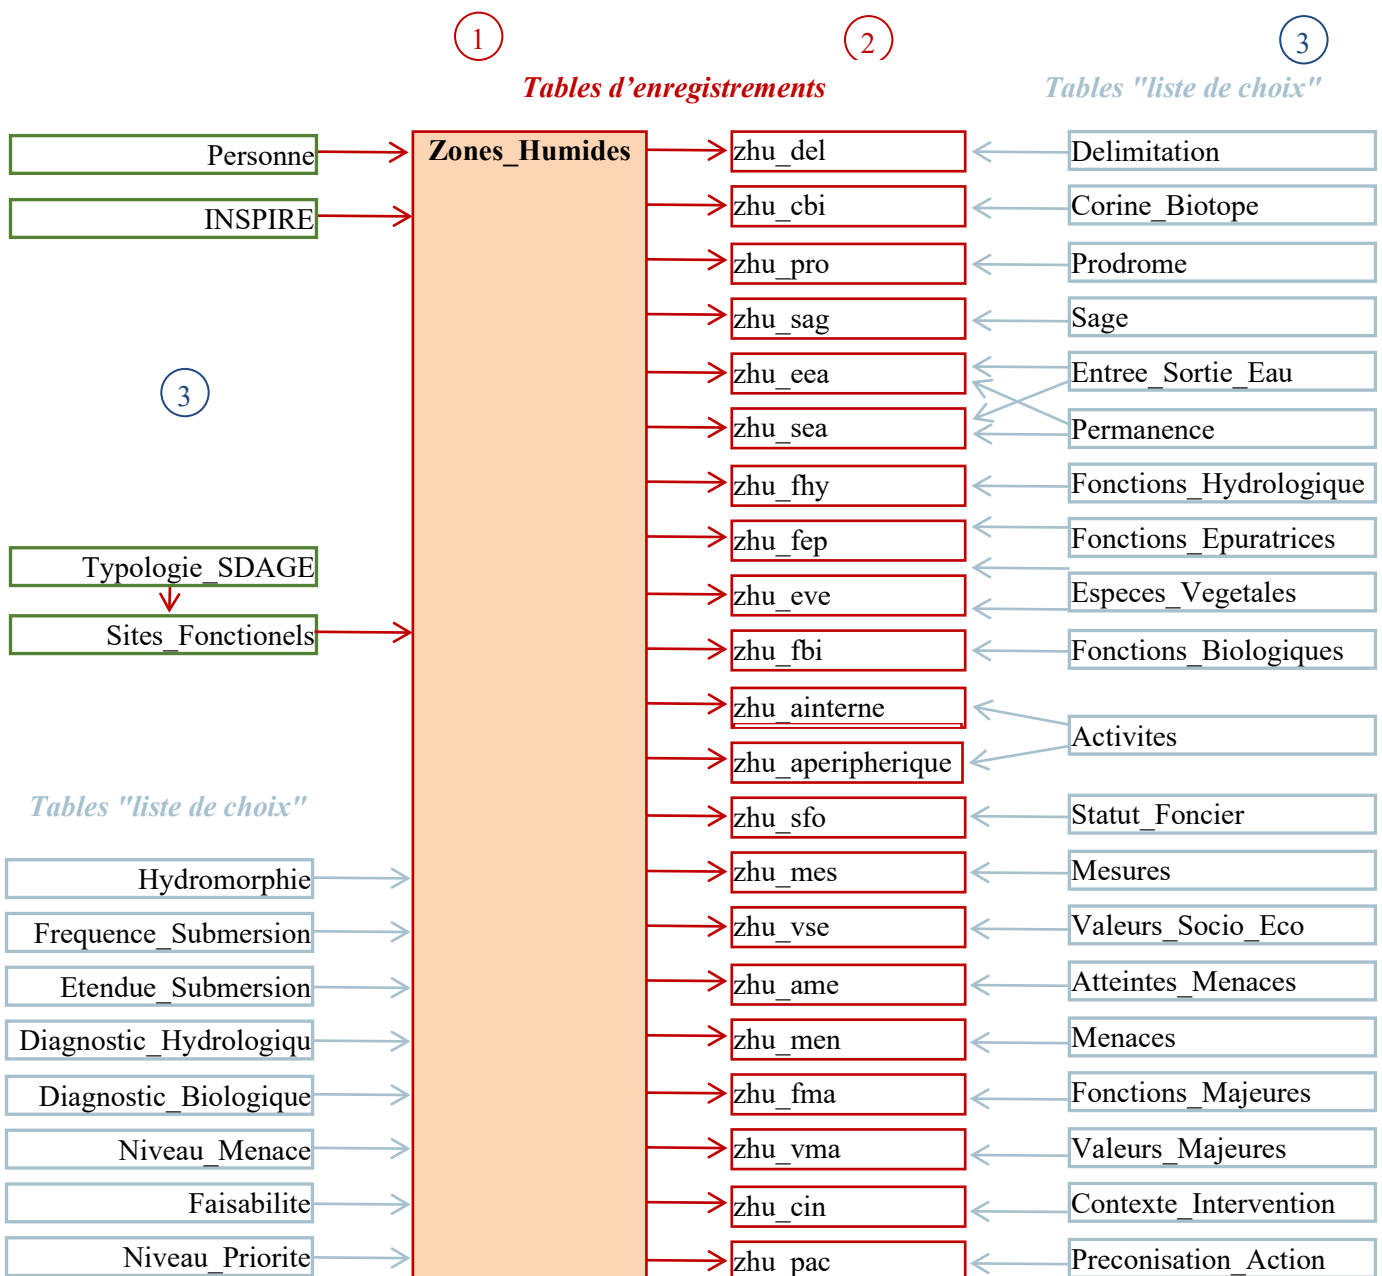 1
2
3
Tables d’enregistrements
Tables "liste de choix"
Personne
INSPIRE
3
Typologie_SDAGE
Sites_Fonctionels
Tables "liste de choix"
Hydromorphie
Frequence_Submersion
Etendue_Submersion
Diagnostic_Hydrologiqu
Diagnostic_Biologique
Niveau_Menace
Faisabilite
Niveau_Priorite
Zones_Humides
zhu_del
zhu_cbi
zhu_pro
zhu_sag
zhu_eea
zhu_sea
zhu_fhy
zhu_fep
zhu_eve
zhu_fbi
zhu_ainterne
zhu_aperipherique
zhu_sfo
zhu_mes
zhu_vse
zhu_ame
zhu_men
zhu_fma
zhu_vma
zhu_cin
zhu_pac
Delimitation
Corine_Biotope
Prodrome
Sage
Entree_Sortie_Eau
Permanence
Fonctions_Hydrologique
Fonctions_Epuratrices
Especes_Vegetales
Fonctions_Biologiques
Activites
Statut_Foncier
Mesures
Valeurs_Socio_Eco
Atteintes_Menaces
Menaces
Fonctions_Majeures
Valeurs_Majeures
Contexte_Intervention
Preconisation_Action